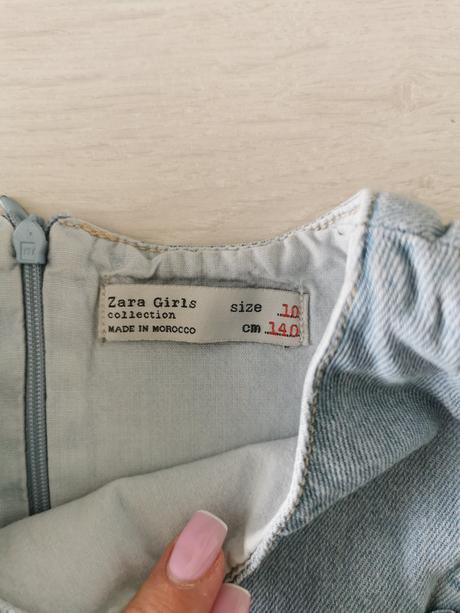 Zara Girls size 10
collection
MADE IN MOROCCO cm 140